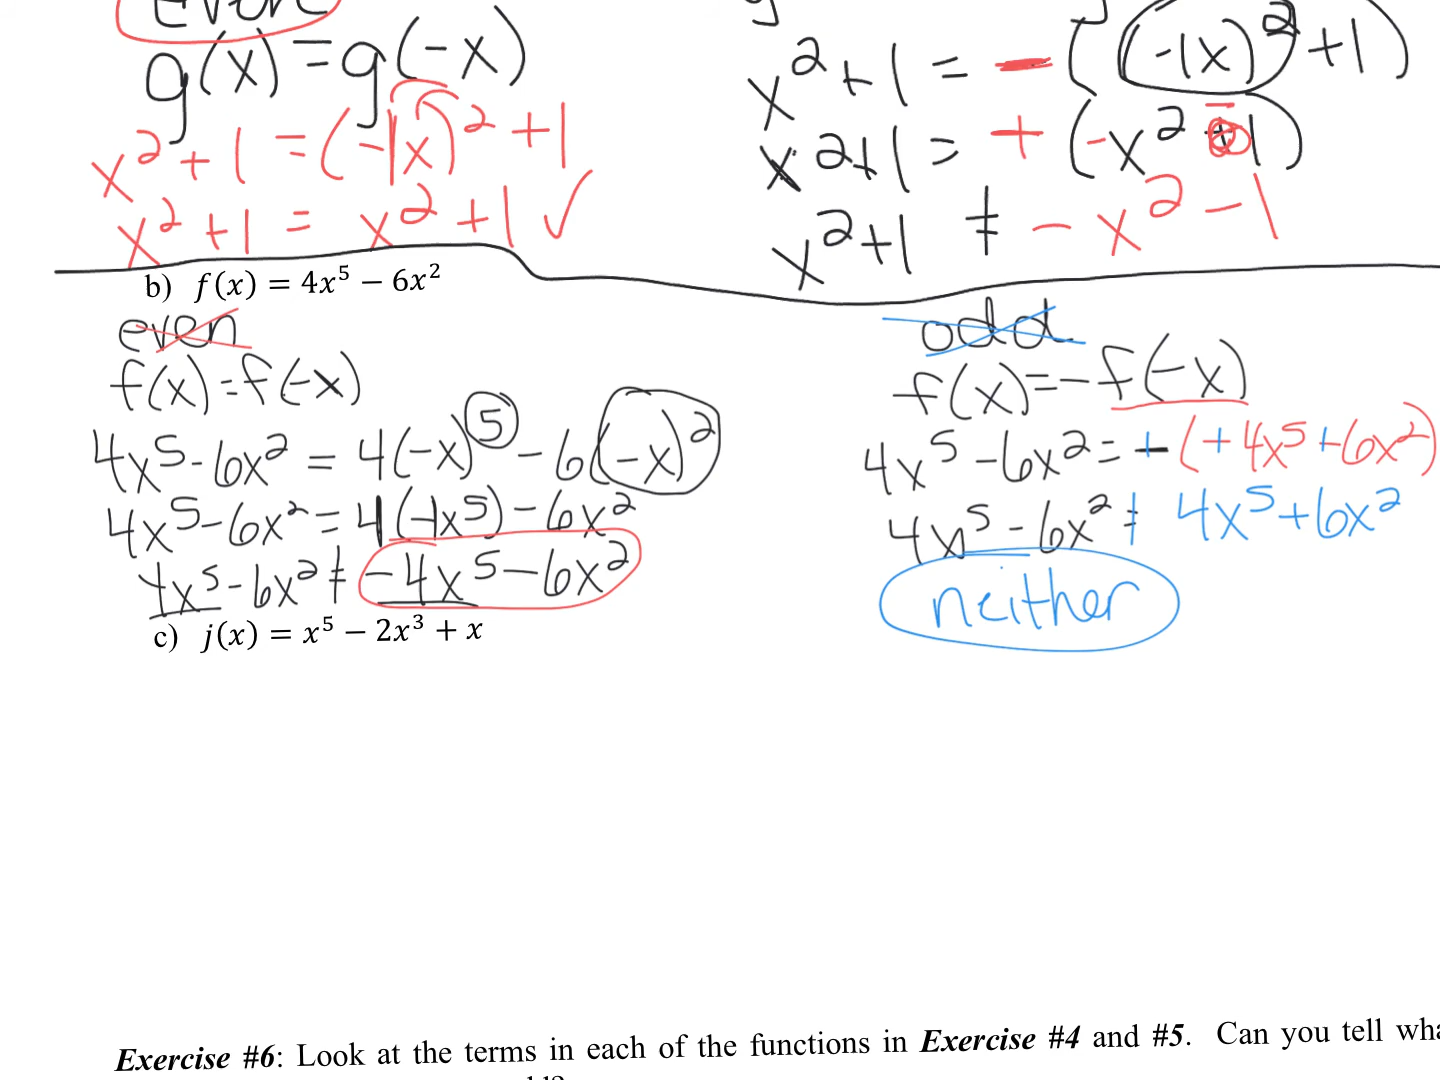 even
g(x) = g(-x)
x² + 1 = (-1x)² + 1
x² + 1 = x² + 1 ✓
x² + 1 = - ((-1x)² + 1)
x² + 1 = + (-x² - 1)
x² + 1 ≠ - x² - 1
b) f(x) = 4x⁵ − 6x²
even
f(x) = f(-x)
4x⁵ - 6x² = 4(-x)⁵ - 6(-x)²
4x⁵ - 6x² = 4(-1x⁵) - 6x²
4x⁵ - 6x² ≠ -4x⁵ - 6x²
odd
f(x) = -f(-x)
4x⁵ - 6x² = + (+4x⁵ + 6x²)
4x⁵ - 6x² ≠ 4x⁵ + 6x²
neither
c) j(x) = x⁵ − 2x³ + x
Exercise #6: Look at the terms in each of the functions in Exercise #4 and #5. Can you tell